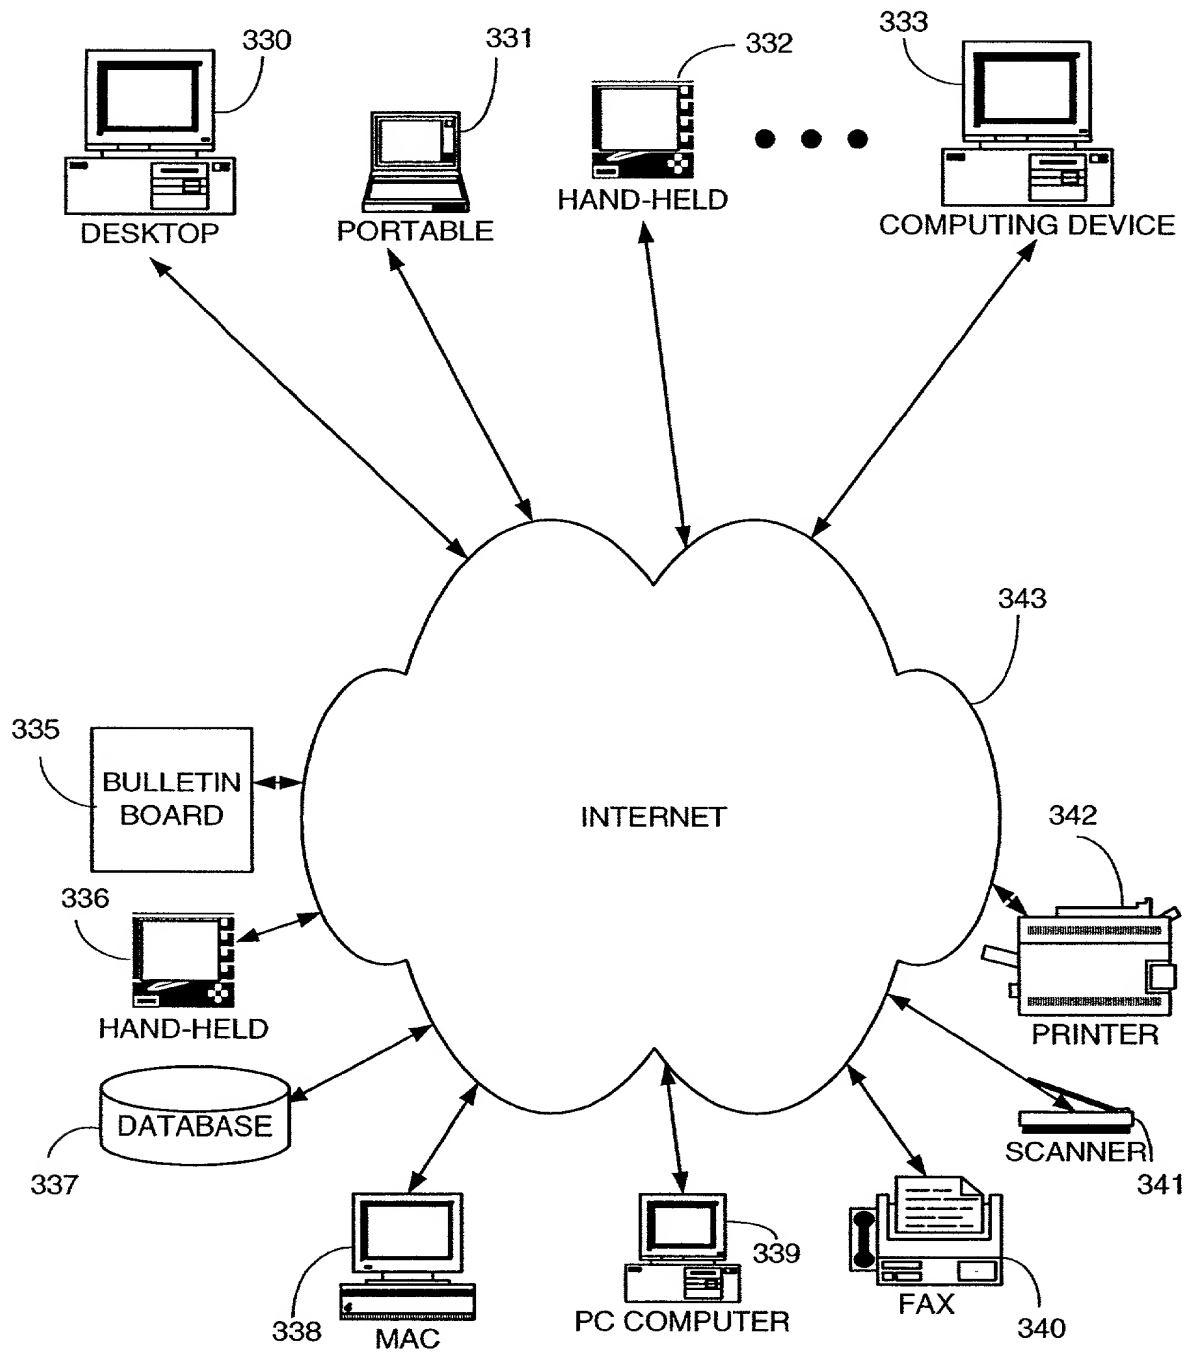 330
331
332
333
DESKTOP
PORTABLE
HAND-HELD
COMPUTING DEVICE
343
335
BULLETIN
BOARD
INTERNET
342
336
HAND-HELD
PRINTER
DATABASE
337
SCANNER
341
338
MAC
339
PC COMPUTER
FAX
340